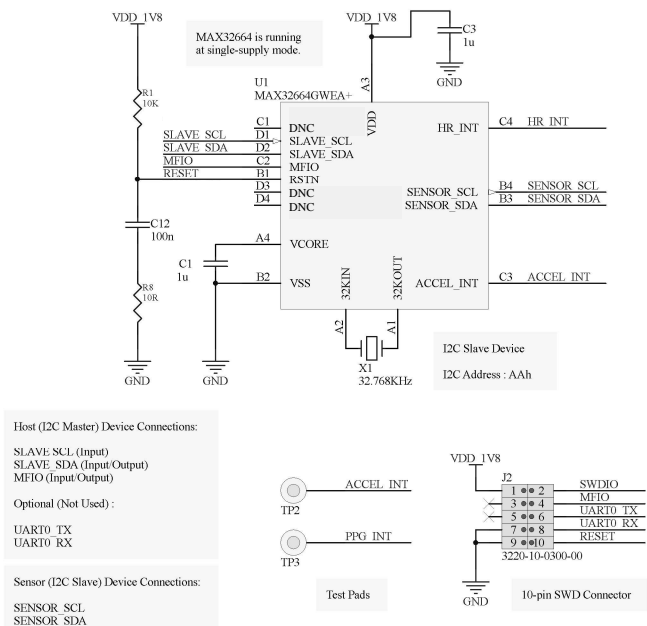 VDD_1V8
VDD_1V8
MAX32664 is running
at single-supply mode.
C3
1u
GND
R1
10K
U1
MAX32664GWEA+
A3
VDD
C1
DNC
SLAVE_SCL
D1
SLAVE_SCL
SLAVE_SDA
D2
SLAVE_SDA
MFIO
C2
MFIO
RESET
B1
RSTN
D3
DNC
D4
DNC
HR_INT
C4
HR_INT
SENSOR_SCL
B4
SENSOR_SCL
SENSOR_SDA
B3
SENSOR_SDA
C12
100n
A4
VCORE
C1
1u
B2
VSS
32KIN
32KOUT
ACCEL_INT
C3
ACCEL_INT
R8
10R
A2
A1
X1
32.768KHz
GND
GND
I2C Slave Device
I2C Address : AAh
Host (I2C Master) Device Connections:
SLAVE SCL (Input)
SLAVE_SDA (Input/Output)
MFIO (Input/Output)
Optional (Not Used) :
UART0_TX
UART0_RX
Sensor (I2C Slave) Device Connections:
SENSOR_SCL
SENSOR_SDA
ACCEL_INT
TP2
PPG_INT
TP3
Test Pads
VDD_1V8
J2
1 2
SWDIO
3 4
MFIO
5 6
UART0_TX
7 8
UART0_RX
9 10
RESET
3220-10-0300-00
GND
10-pin SWD Connector